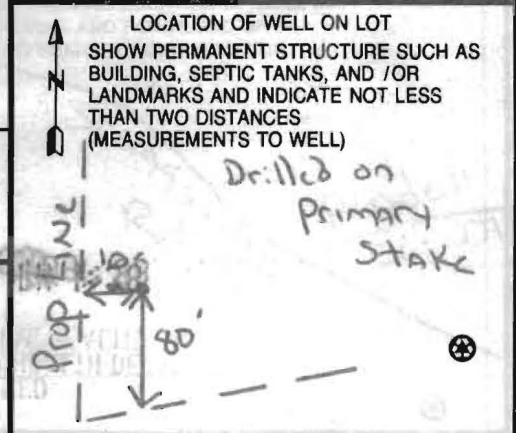 LOCATION OF WELL ON LOT
N
SHOW PERMANENT STRUCTURE SUCH AS
BUILDING, SEPTIC TANKS, AND /OR
LANDMARKS AND INDICATE NOT LESS
THAN TWO DISTANCES
(MEASUREMENTS TO WELL)
Drilled on
Primary
Stake
Prop Line
80'